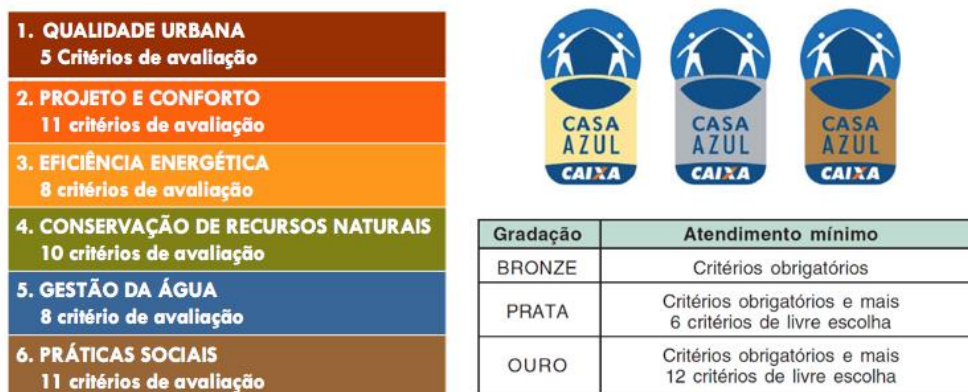 1. QUALIDADE URBANA
5 Critérios de avaliação
2. PROJETO E CONFORTO
11 critérios de avaliação
3. EFICIÊNCIA ENERGÉTICA
8 critérios de avaliação
4. CONSERVAÇÃO DE RECURSOS NATURAIS
10 critérios de avaliação
5. GESTÃO DA ÁGUA
8 critério de avaliação
6. PRÁTICAS SOCIAIS
11 critérios de avaliação
CASA
AZUL
CAIXA
CASA
AZUL
CAIXA
CASA
AZUL
CAIXA
Gradação Atendimento mínimo
BRONZE Critérios obrigatórios
PRATA Critérios obrigatórios e mais
6 critérios de livre escolha
OURO Critérios obrigatórios e mais
12 critérios de livre escolha